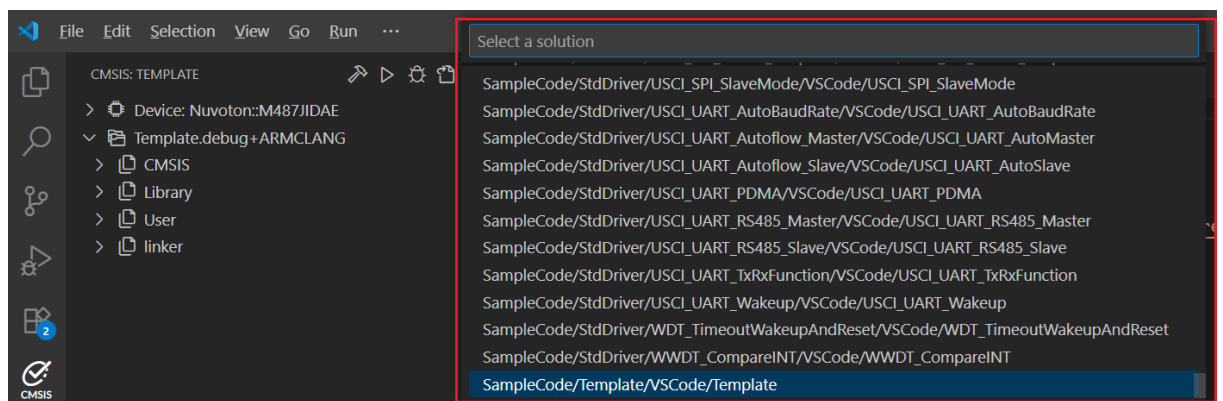 File Edit Selection View Go Run ...
Select a solution
CMSIS: TEMPLATE
Device: Nuvoton::M487JIDAE
Template.debug+ARMCLANG
CMSIS
Library
User
linker
2
CMSIS
SampleCode/StdDriver/USCI_SPI_SlaveMode/VSCode/USCI_SPI_SlaveMode
SampleCode/StdDriver/USCI_UART_AutoBaudRate/VSCode/USCI_UART_AutoBaudRate
SampleCode/StdDriver/USCI_UART_Autoflow_Master/VSCode/USCI_UART_AutoMaster
SampleCode/StdDriver/USCI_UART_Autoflow_Slave/VSCode/USCI_UART_AutoSlave
SampleCode/StdDriver/USCI_UART_PDMA/VSCode/USCI_UART_PDMA
SampleCode/StdDriver/USCI_UART_RS485_Master/VSCode/USCI_UART_RS485_Master
SampleCode/StdDriver/USCI_UART_RS485_Slave/VSCode/USCI_UART_RS485_Slave
SampleCode/StdDriver/USCI_UART_TxRxFunction/VSCode/USCI_UART_TxRxFunction
SampleCode/StdDriver/USCI_UART_Wakeup/VSCode/USCI_UART_Wakeup
SampleCode/StdDriver/WDT_TimeoutWakeupAndReset/VSCode/WDT_TimeoutWakeupAndReset
SampleCode/StdDriver/WWDT_CompareINT/VSCode/WWDT_CompareINT
SampleCode/Template/VSCode/Template